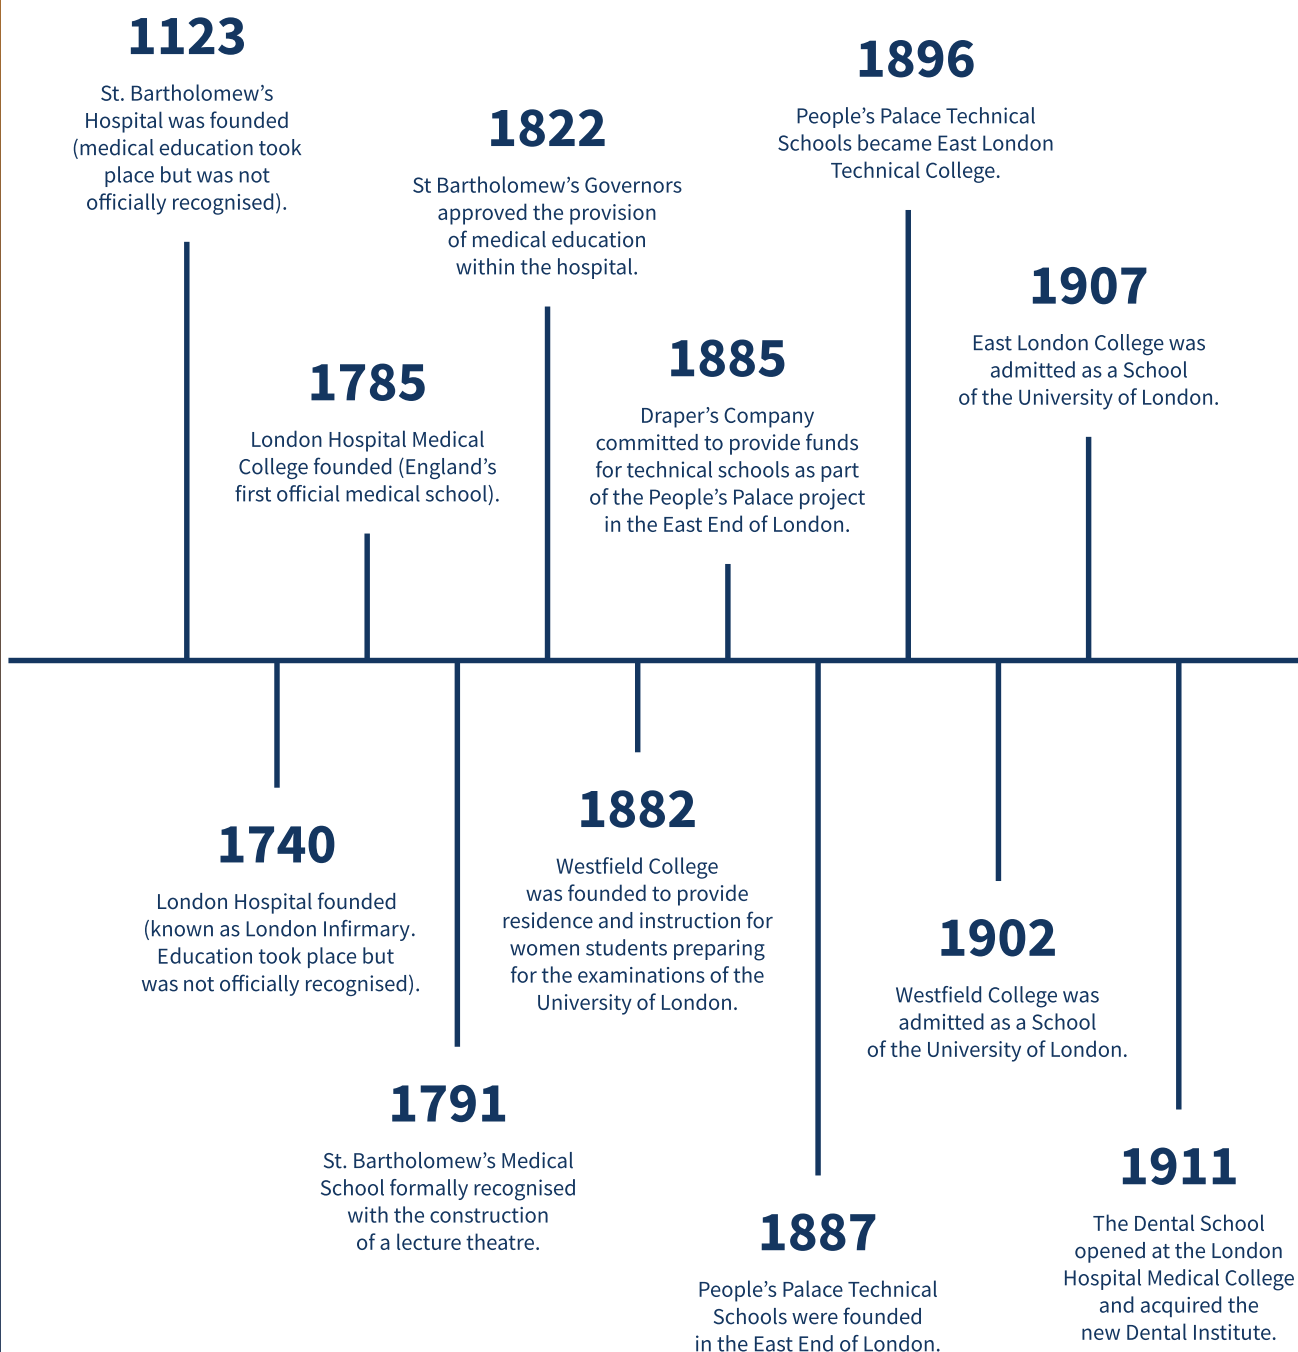 1123
St. Bartholomew’s
Hospital was founded
(medical education took
place but was not
officially recognised).
1740
London Hospital founded
(known as London Infirmary.
Education took place but
was not officially recognised).
1785
London Hospital Medical
College founded (England’s
first official medical school).
1791
St. Bartholomew’s Medical
School formally recognised
with the construction
of a lecture theatre.
1822
St Bartholomew’s Governors
approved the provision
of medical education
within the hospital.
1882
Westfield College
was founded to provide
residence and instruction for
women students preparing
for the examinations of the
University of London.
1885
Draper’s Company
committed to provide funds
for technical schools as part
of the People’s Palace project
in the East End of London.
1887
People’s Palace Technical
Schools were founded
in the East End of London.
1896
People’s Palace Technical
Schools became East London
Technical College.
1902
Westfield College was
admitted as a School
of the University of London.
1907
East London College was
admitted as a School
of the University of London.
1911
The Dental School
opened at the London
Hospital Medical College
and acquired the
new Dental Institute.